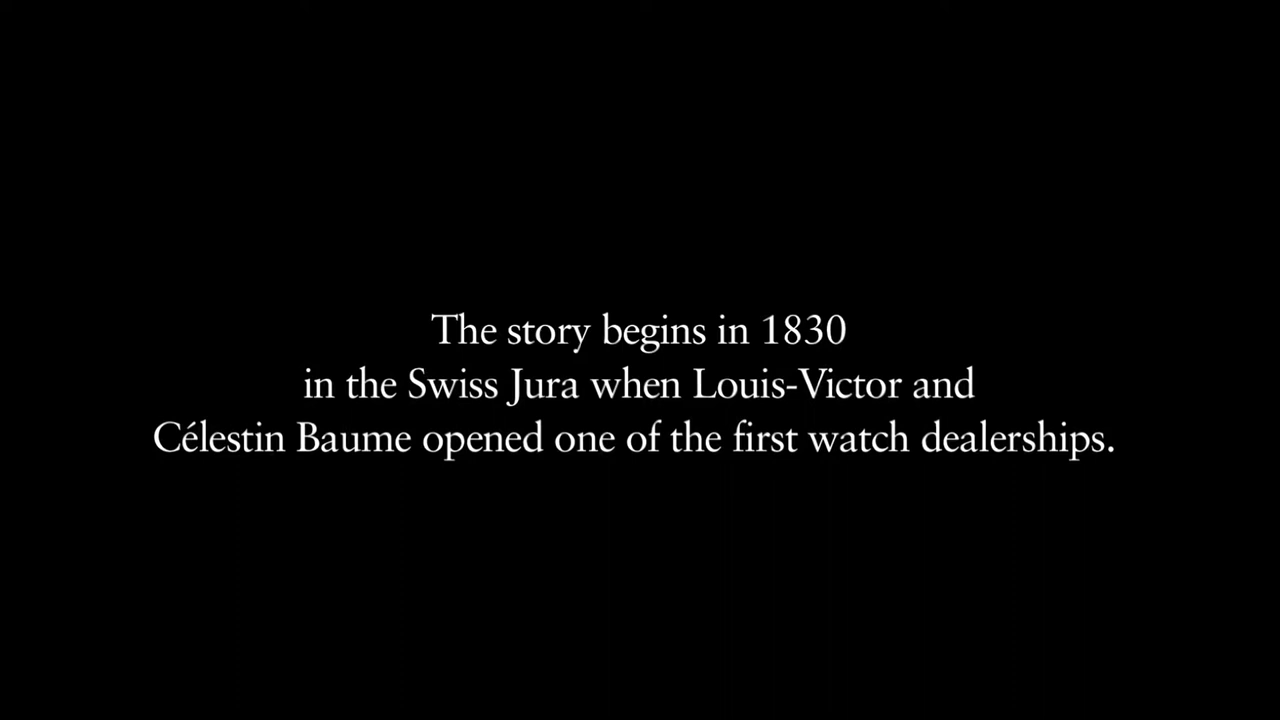 The story begins in 1830
in the Swiss Jura when Louis-Victor and
Célestin Baume opened one of the first watch dealerships.